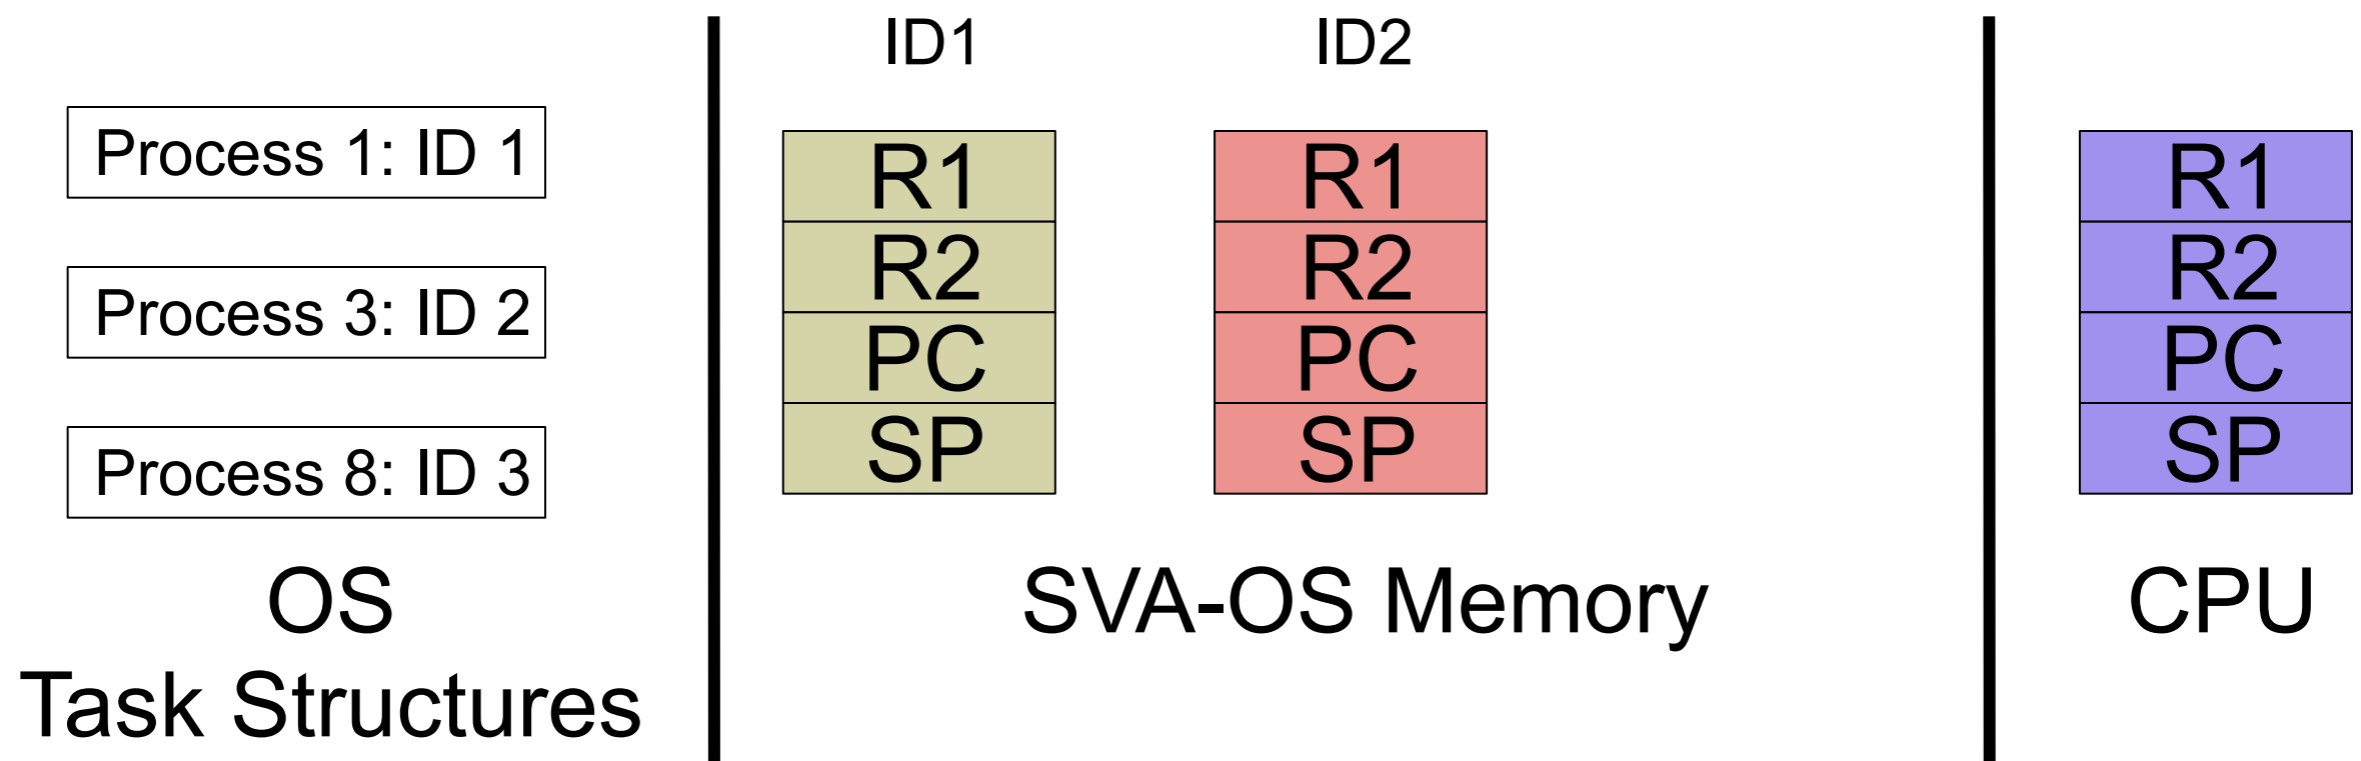 Process 1: ID 1
Process 3: ID 2
Process 8: ID 3
OS
Task Structures
ID1
R1
R2
PC
SP
ID2
R1
R2
PC
SP
SVA-OS Memory
R1
R2
PC
SP
CPU